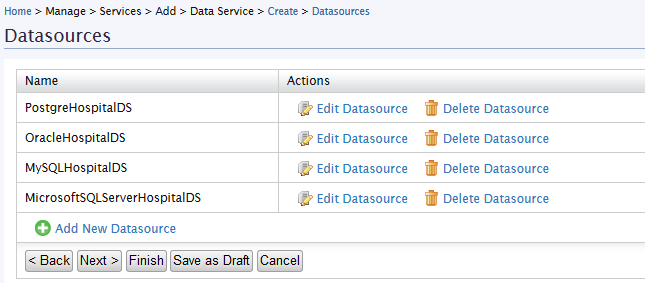 Home > Manage > Services > Add > Data Service > Create > Datasources
Datasources
Name Actions
PostgreHospitalDS Edit Datasource Delete Datasource
OracleHospitalDS Edit Datasource Delete Datasource
MySQLHospitalDS Edit Datasource Delete Datasource
MicrosoftSQLServerHospitalDS Edit Datasource Delete Datasource
Add New Datasource
< Back Next > Finish Save as Draft Cancel